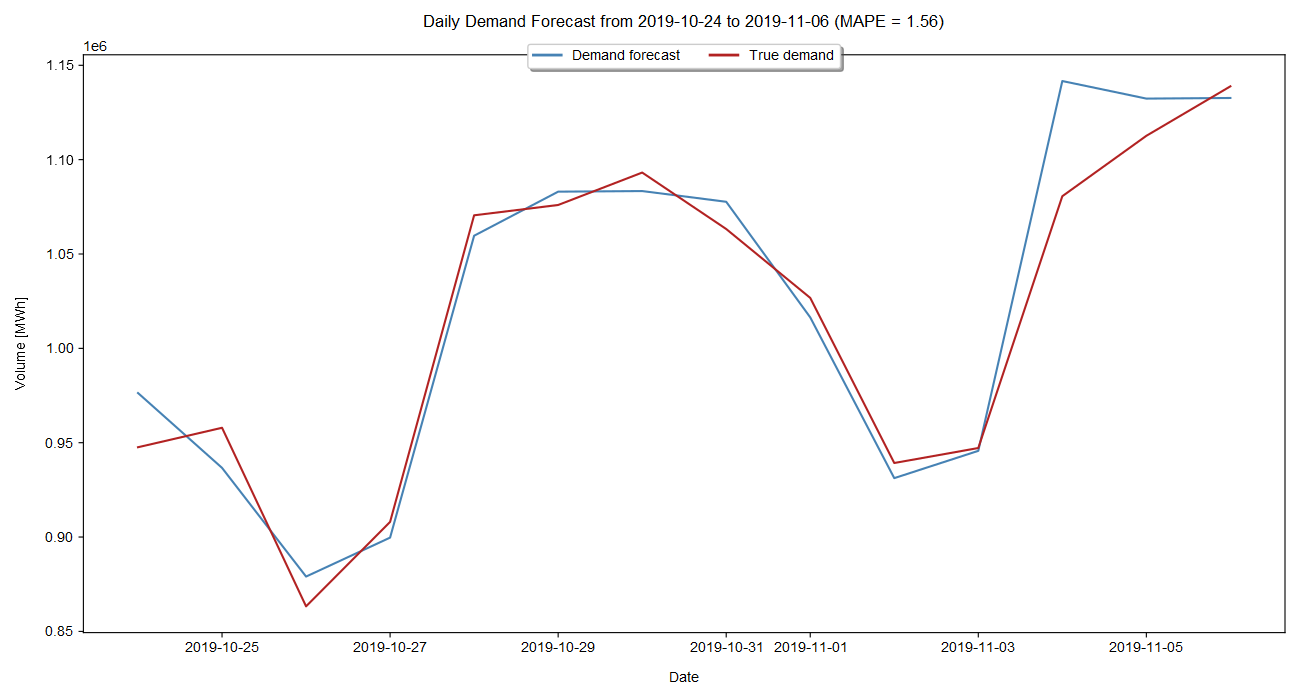 Daily Demand Forecast from 2019-10-24 to 2019-11-06 (MAPE = 1.56)
1e6
Demand forecast True demand
1.15
1.10
1.05
1.00
0.95
0.90
0.85
Volume [MWh]
2019-10-25 2019-10-27 2019-10-29 2019-10-31 2019-11-01 2019-11-03 2019-11-05
Date